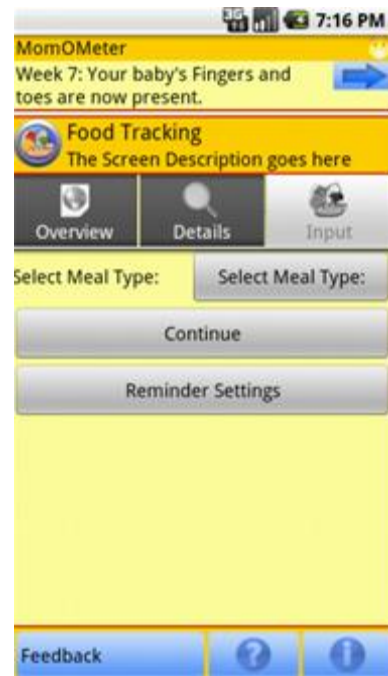 3G 7:16 PM
MomOMeter
Week 7: Your baby's Fingers and
toes are now present.
Food Tracking
The Screen Description goes here
Overview Details Input
Select Meal Type: Select Meal Type:
Continue
Reminder Settings
Feedback ? i